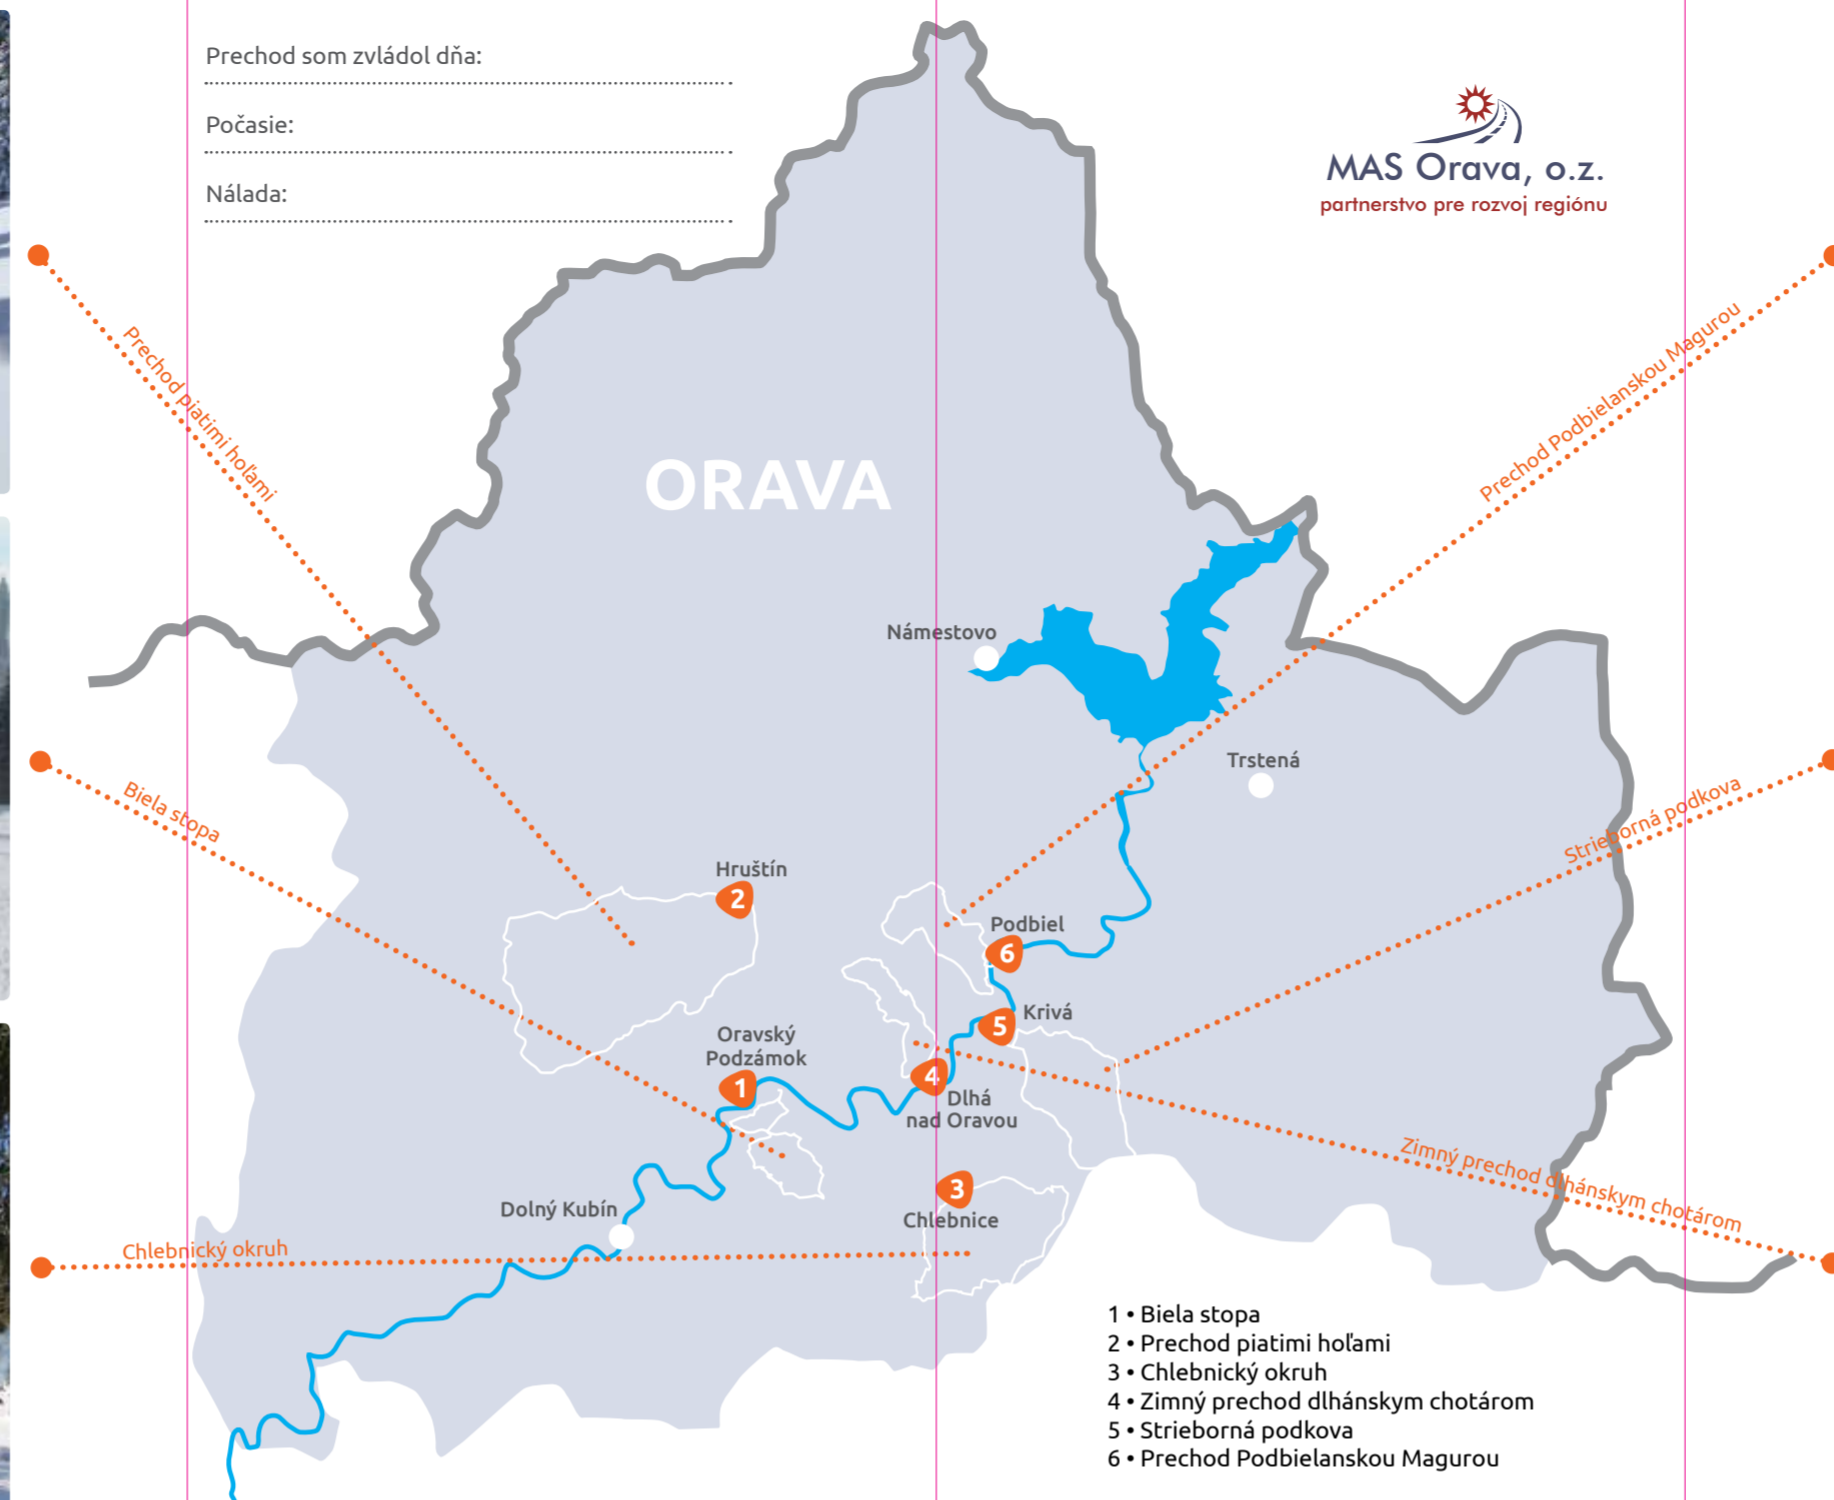 Prechod som zvládol dňa:
Počasie:
Nálada:
MAS Orava, o.z.
partnerstvo pre rozvoj regiónu
Prechod piatimi hoľami
Prechod Podbielanskou Magurou
ORAVA
Námestovo
Trstená
Biela stopa
Strieborná podkova
Hruštín
2
Podbiel
6
Krivá
5
Oravský
Podzámok
1
4
Dlhá
nad Oravou
Zimný prechod dlhánskym chotárom
3
Chlebnice
Dolný Kubín
Chlebnický okruh
1 • Biela stopa
2 • Prechod piatimi hoľami
3 • Chlebnický okruh
4 • Zimný prechod dlhánskym chotárom
5 • Strieborná podkova
6 • Prechod Podbielanskou Magurou